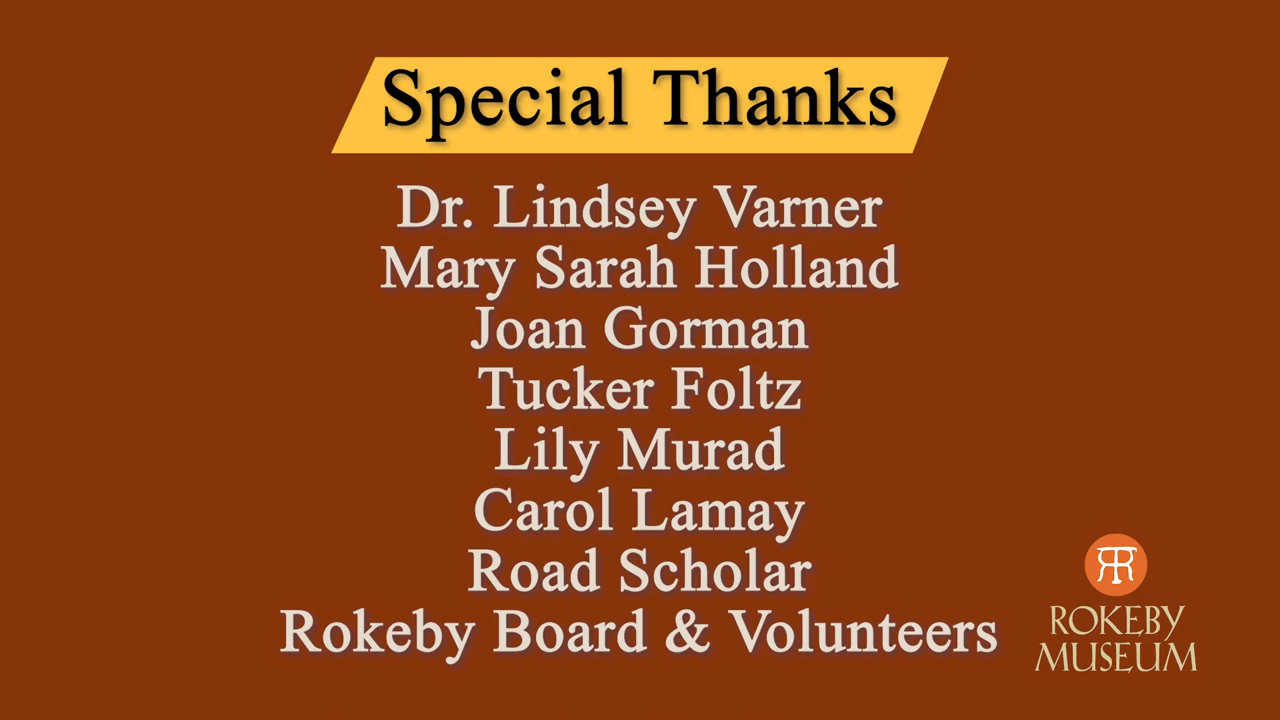 Special Thanks
Dr. Lindsey Varner
Mary Sarah Holland
Joan Gorman
Tucker Foltz
Lily Murad
Carol Lamay
Road Scholar
Rokeby Board & Volunteers
ROKEBY
MUSEUM